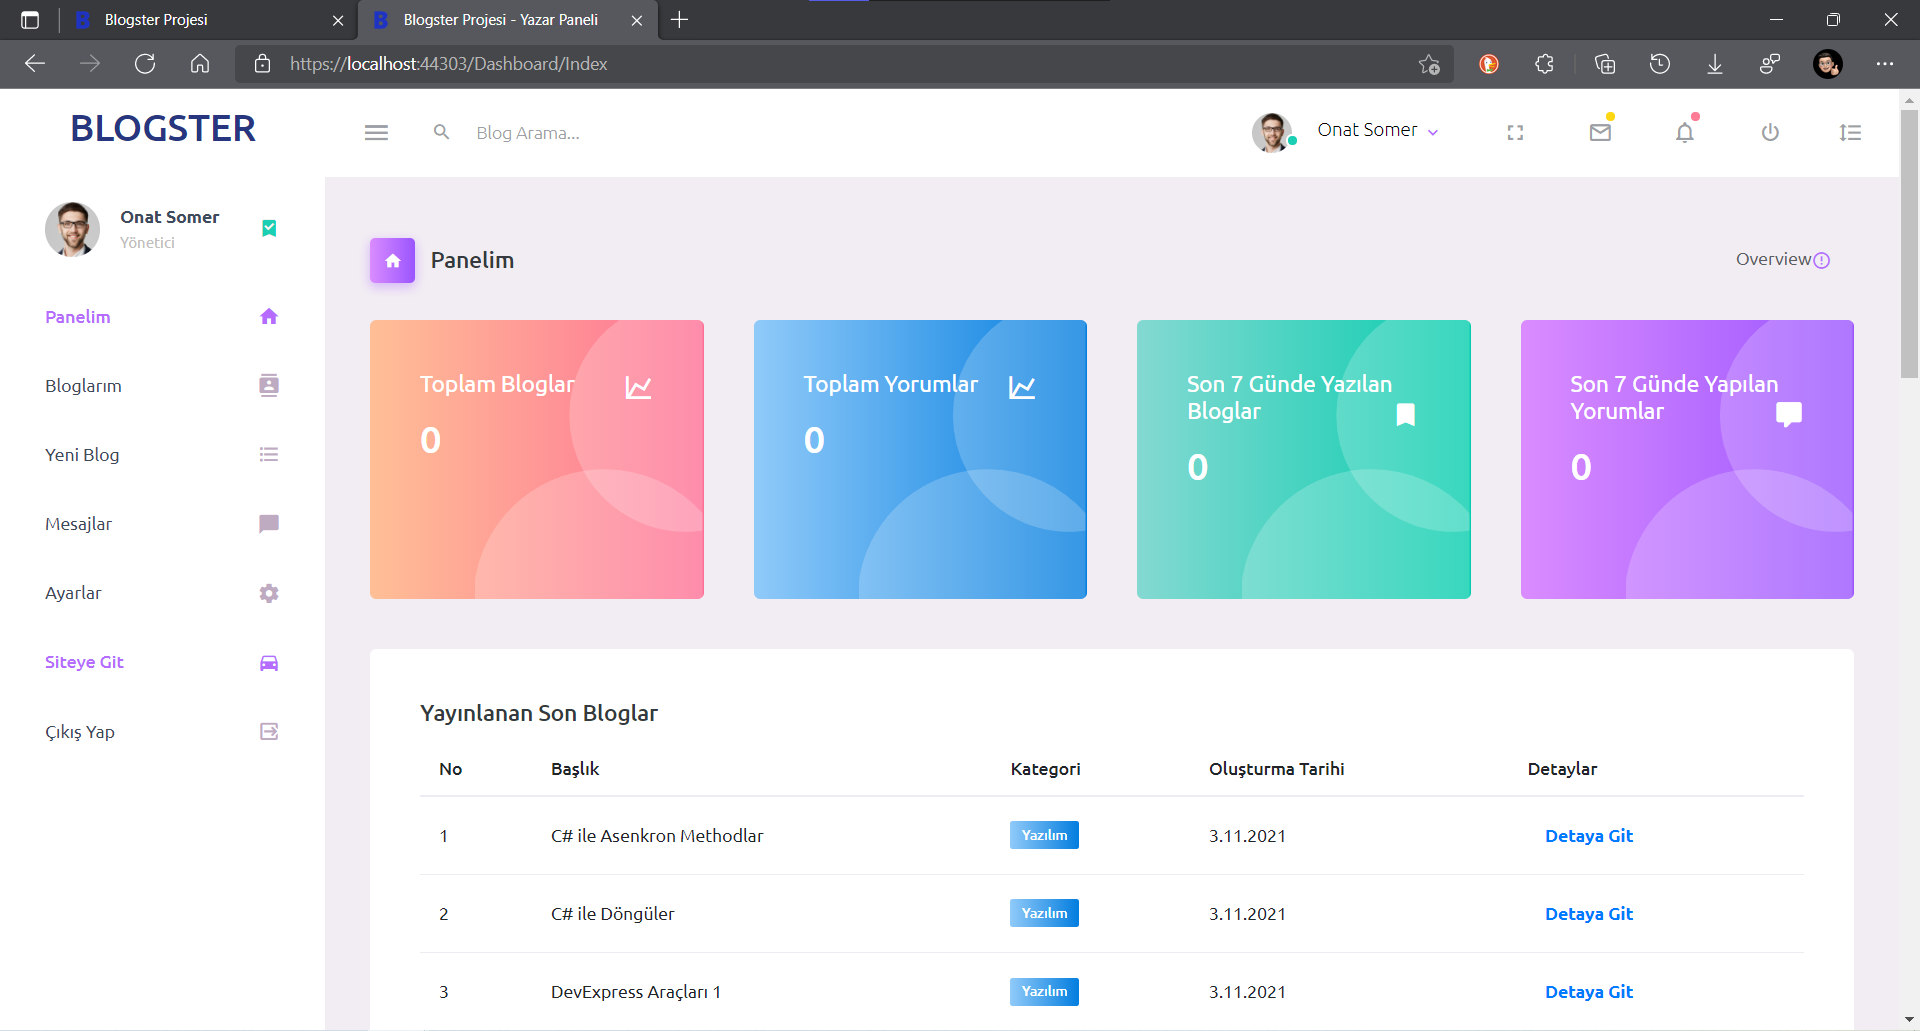 Blogster Projesi
Blogster Projesi - Yazar Paneli
https://localhost:44303/Dashboard/Index
BLOGSTER
Blog Arama...
Onat Somer
Onat Somer
Yönetici
Panelim
Bloglarım
Yeni Blog
Mesajlar
Ayarlar
Siteye Git
Çıkış Yap
Panelim
Overview
Toplam Bloglar
0
Toplam Yorumlar
0
Son 7 Günde Yazılan
Bloglar
0
Son 7 Günde Yapılan
Yorumlar
0
Yayınlanan Son Bloglar
No Başlık Kategori Oluşturma Tarihi Detaylar
1 C# ile Asenkron Methodlar Yazılım 3.11.2021 Detaya Git
2 C# ile Döngüler Yazılım 3.11.2021 Detaya Git
3 DevExpress Araçları 1 Yazılım 3.11.2021 Detaya Git